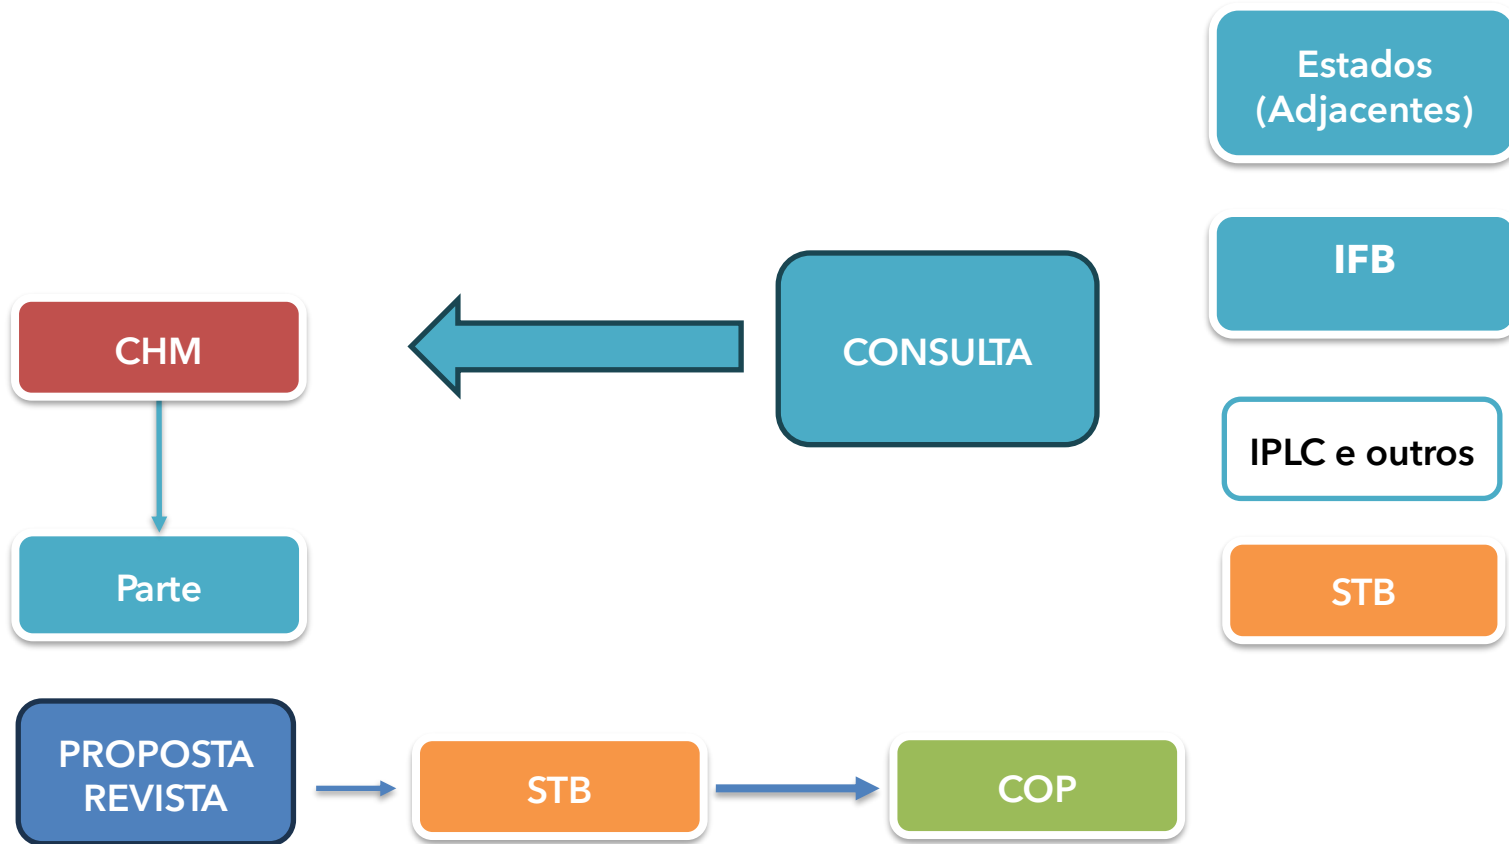 Estados
(Adjacentes)
IFB
CHM
CONSULTA
IPLC e outros
Parte
STB
PROPOSTA
REVISTA
STB
COP